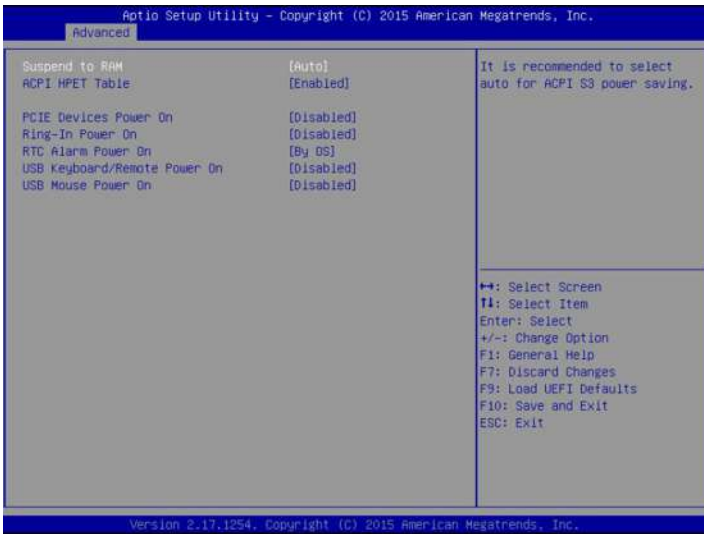 Aptio Setup Utility – Copyright (C) 2015 American Megatrends, Inc.
Advanced
Suspend to RAM [Auto]
ACPI HPET Table [Enabled]
PCIE Devices Power On [Disabled]
Ring-In Power On [Disabled]
RTC Alarm Power On [By OS]
USB Keyboard/Remote Power On [Disabled]
USB Mouse Power On [Disabled]
It is recommended to select
auto for ACPI S3 power saving.
↔: Select Screen
↑↓: Select Item
Enter: Select
+/-: Change Option
F1: General Help
F7: Discard Changes
F9: Load UEFI Defaults
F10: Save and Exit
ESC: Exit
Version 2.17.1254. Copyright (C) 2015 American Megatrends, Inc.